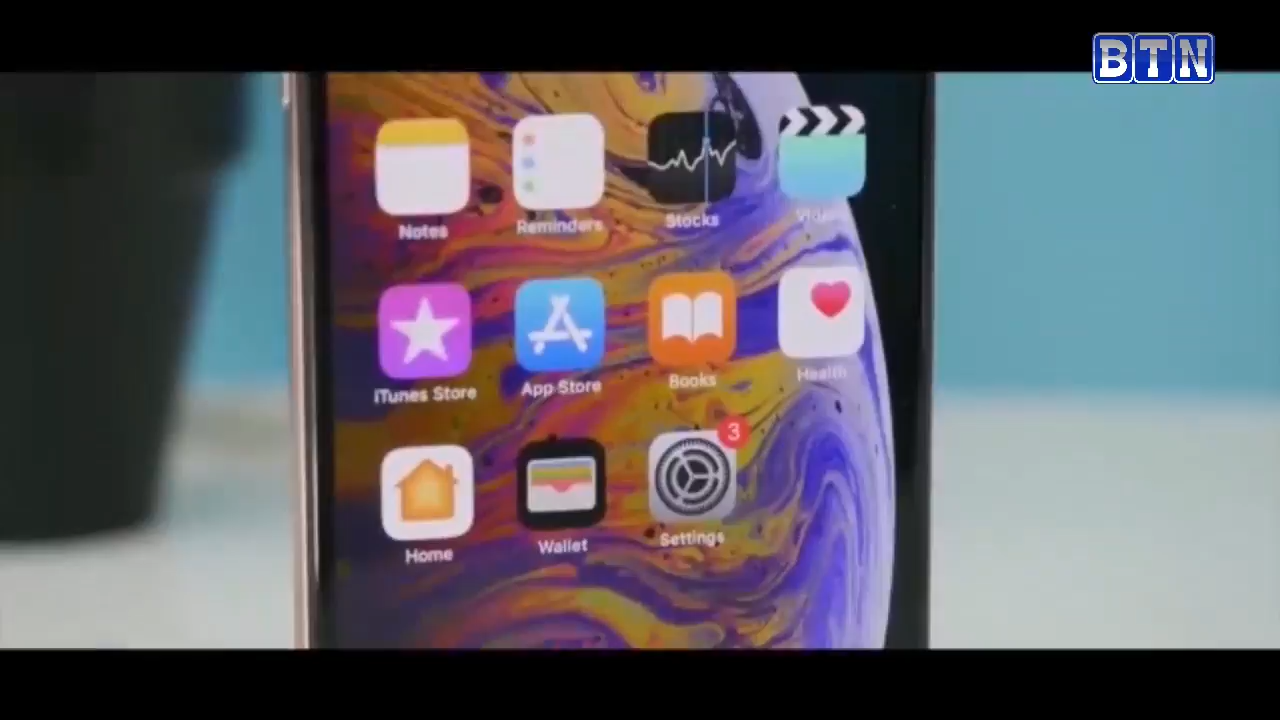 BTN
Notes
Reminders
Stocks
iTunes Store
App Store
Books
Health
3
Home
Wallet
Settings